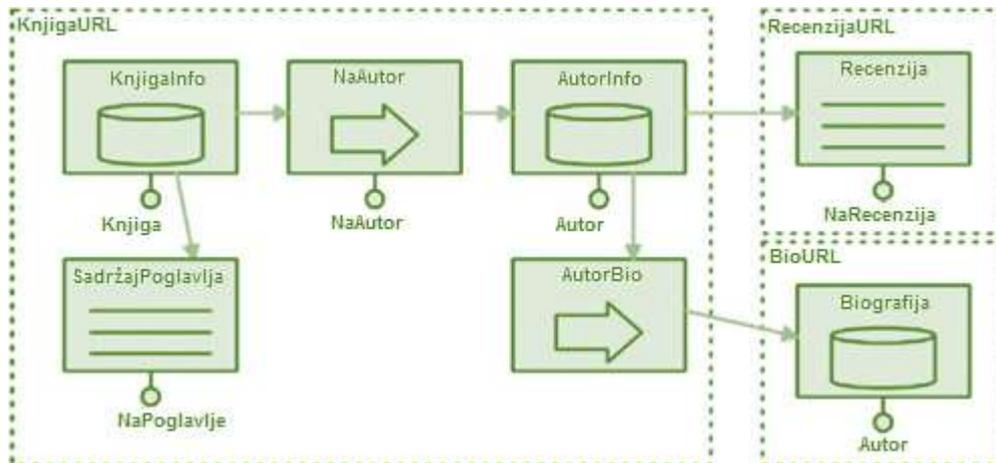 KnjigaURL
KnjigaInfo
Knjiga
NaAutor
NaAutor
AutorInfo
Autor
SadržajPoglavlja
NaPoglavlje
AutorBio
RecenzijaURL
Recenzija
NaRecenzija
BioURL
Biografija
Autor